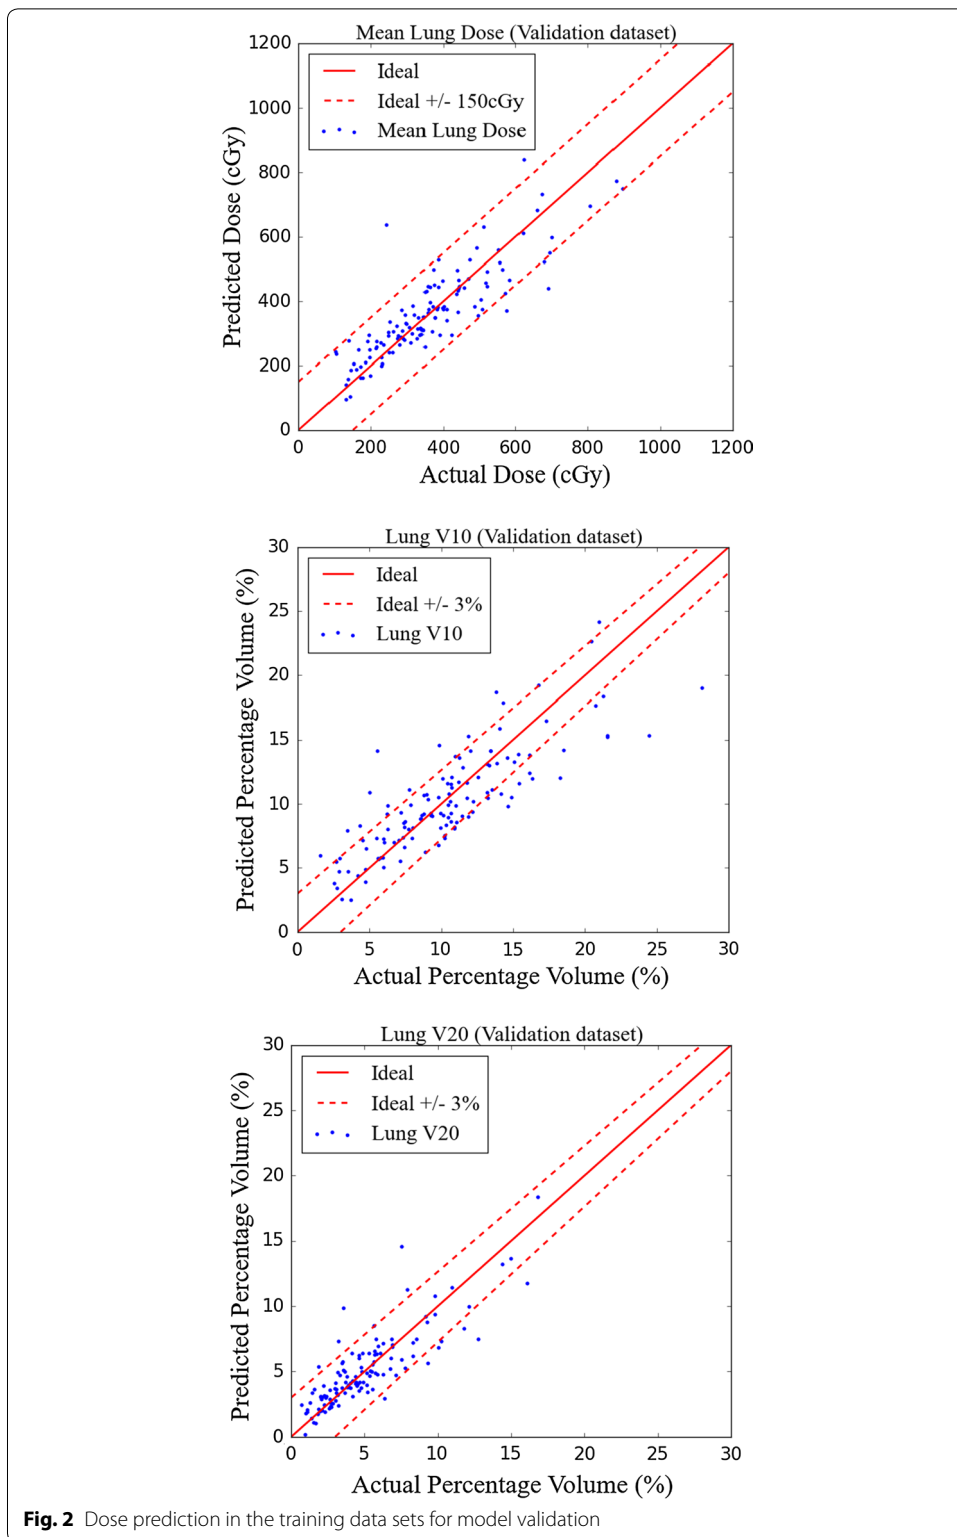 Mean Lung Dose (Validation dataset)
1200
1000
800
600
400
200
0
Predicted Dose (cGy)
Ideal
Ideal +/- 150cGy
Mean Lung Dose
0 200 400 600 800 1000 1200
Actual Dose (cGy)
Lung V10 (Validation dataset)
30
25
20
15
10
5
0
Predicted Percentage Volume (%)
Ideal
Ideal +/- 3%
Lung V10
0 5 10 15 20 25 30
Actual Percentage Volume (%)
Lung V20 (Validation dataset)
30
25
20
15
10
5
0
Predicted Percentage Volume (%)
Ideal
Ideal +/- 3%
Lung V20
0 5 10 15 20 25 30
Actual Percentage Volume (%)
Fig. 2 Dose prediction in the training data sets for model validation